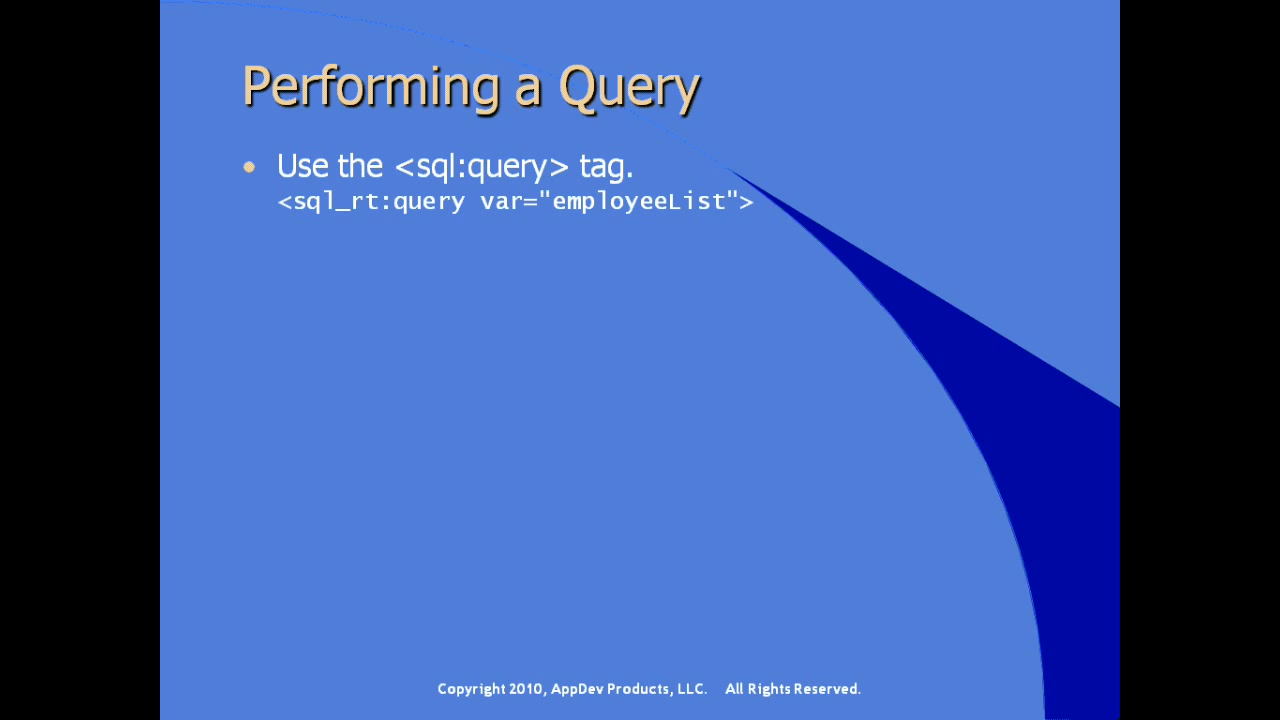 Performing a Query
Use the <sql:query> tag.
<sql_rt:query var="employeeList">
Copyright 2010, AppDev Products, LLC. All Rights Reserved.